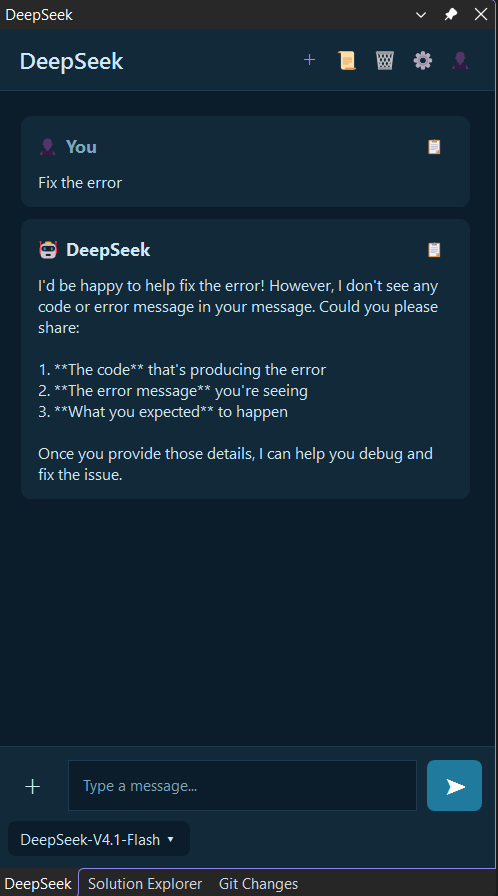 DeepSeek
DeepSeek
You
Fix the error
DeepSeek
I'd be happy to help fix the error! However, I don't see any
code or error message in your message. Could you please
share:
1. **The code** that's producing the error
2. **The error message** you're seeing
3. **What you expected** to happen
Once you provide those details, I can help you debug and
fix the issue.
Type a message...
DeepSeek-V4.1-Flash
DeepSeek Solution Explorer Git Changes